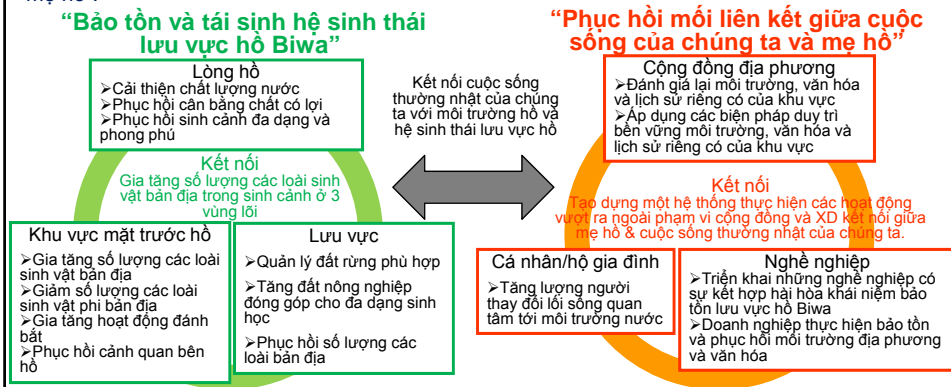 “Bảo tồn và tái sinh hệ sinh thái
lưu vực hồ Biwa”
Lòng hồ
➢Cải thiện chất lượng nước
➢Phục hồi cân bằng chất có lợi
➢Phục hồi sinh cảnh đa dạng và
phong phú
Kết nối
Gia tăng số lượng các loài sinh
vật bản địa trong sinh cảnh ở 3
vùng lõi
Khu vực mặt trước hồ
➢Gia tăng số lượng các loài
sinh vật bản địa
➢Giảm số lượng các loài
sinh vật phi bản địa
➢Gia tăng hoạt động đánh
bắt
➢Phục hồi cảnh quan bên
hồ
Lưu vực
➢Quản lý đất rừng phù hợp
➢Tăng đất nông nghiệp
đóng góp cho đa dạng sinh
học
➢Phục hồi số lượng các
loài bản địa
Kết nối cuộc sống
thường nhật của chúng
ta với môi trường hồ và
hệ sinh thái lưu vực hồ
“Phục hồi mối liên kết giữa cuộc
sống của chúng ta và mẹ hồ”
Cộng đồng địa phương
➢Đánh giá lại môi trường, văn hóa
và lịch sử riêng có của khu vực
➢Áp dụng các biện pháp duy trì
bền vững môi trường, văn hóa và
lịch sử riêng có của khu vực
Kết nối
Tạo dựng một hệ thống thực hiện các hoạt động
vượt ra ngoài phạm vi cộng đồng và XD kết nối giữa
mẹ hồ & cuộc sống thường nhật của chúng ta.
Cá nhân/hộ gia đình
➢Tăng lượng người
thay đổi lối sống quan
tâm tới môi trường nước
Nghề nghiệp
➢Triển khai những nghề nghiệp có
sự kết hợp hài hòa khái niệm bảo
tồn lưu vực hồ Biwa
➢Doanh nghiệp thực hiện bảo tồn
và phục hồi môi trường địa phương
và văn hóa